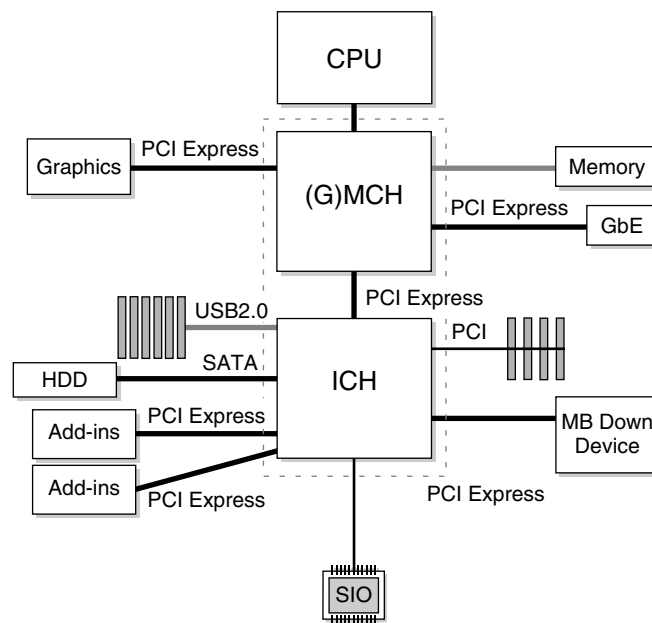 CPU
PCI Express
Graphics
(G)MCH
Memory
PCI Express
GbE
PCI Express
USB2.0
PCI
SATA
ICH
HDD
PCI Express
Add-ins
MB Down
Device
Add-ins
PCI Express
PCI Express
SIO